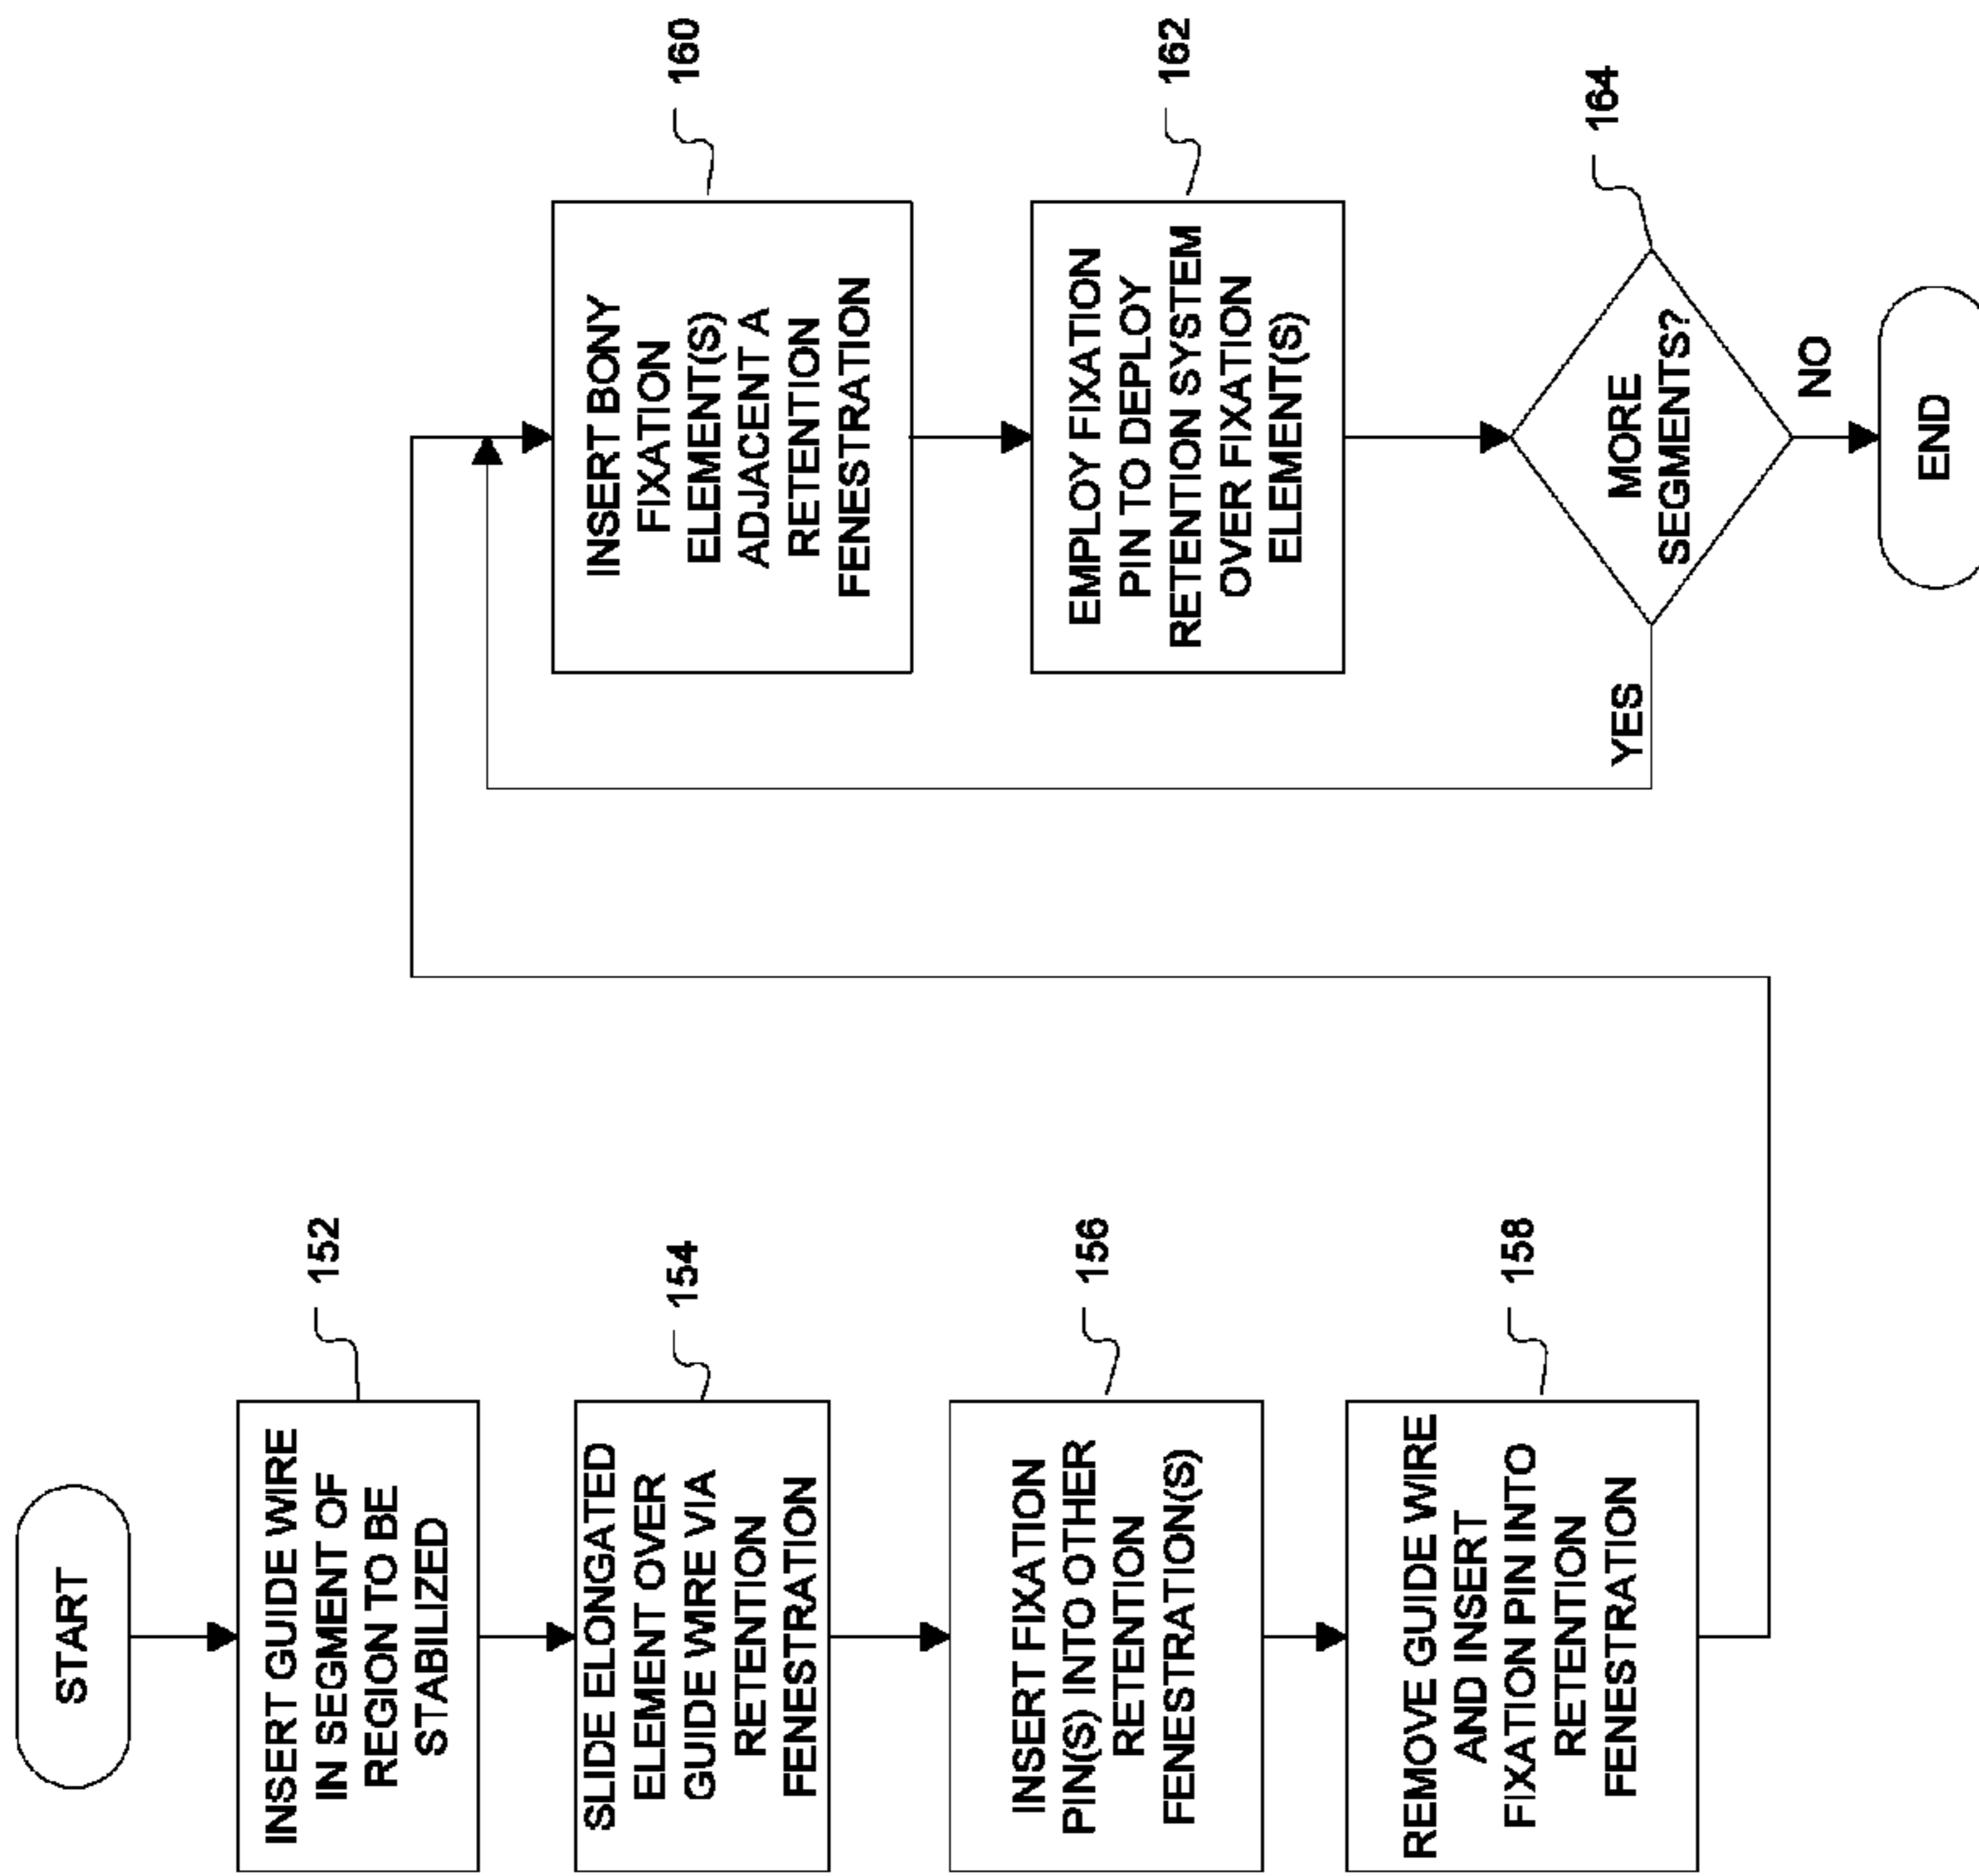 START
INSERT GUIDE WIRE
IN SEGMENT OF
REGION TO BE
STABILIZED
152
SLIDE ELONGATED
ELEMENT OVER
GUIDE WIRE VIA
RETENTION
FENESTRATION
154
INSERT FIXATION
PIN(S) INTO OTHER
RETENTION
FENESTRATION(S)
156
REMOVE GUIDE WIRE
AND INSERT
FIXATION PIN INTO
RETENTION
FENESTRATION
158
INSERT BONY
FIXATION
ELEMENT(S)
ADJACENT A
RETENTION
FENESTRATION
160
EMPLOY FIXATION
PIN TO DEPLOY
RETENTION SYSTEM
OVER FIXATION
ELEMENT(S)
162
MORE
SEGMENTS?
164
YES
NO
END